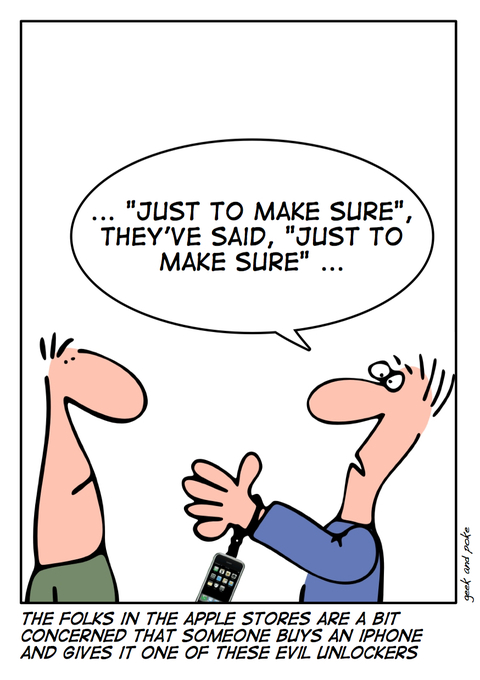 ... "JUST TO MAKE SURE",
THEY'VE SAID, "JUST TO
MAKE SURE" ...
geek and poke
THE FOLKS IN THE APPLE STORES ARE A BIT
CONCERNED THAT SOMEONE BUYS AN IPHONE
AND GIVES IT ONE OF THESE EVIL UNLOCKERS